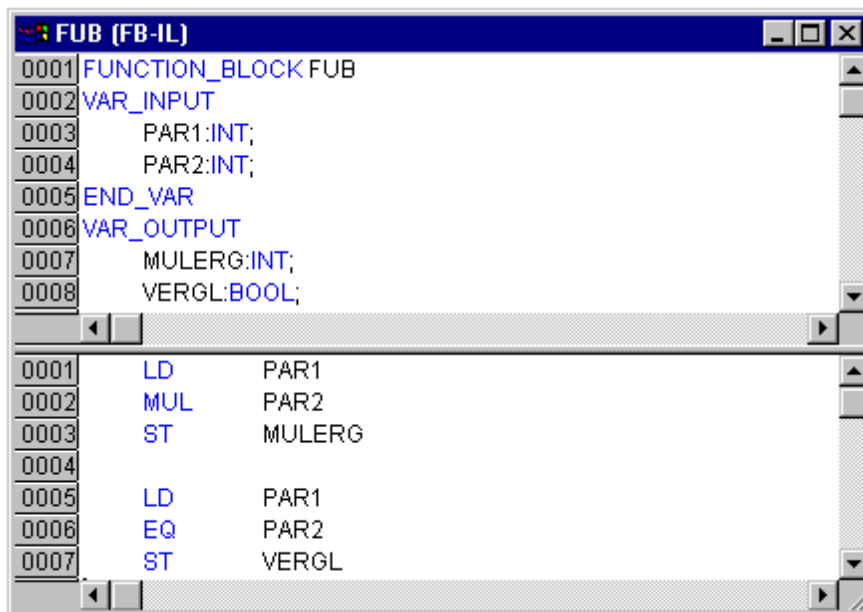 FUB (FB-IL)
0001 FUNCTION_BLOCK FUB
0002 VAR_INPUT
0003 PAR1:INT;
0004 PAR2:INT;
0005 END_VAR
0006 VAR_OUTPUT
0007 MULERG:INT;
0008 VERGL:BOOL;
0001 LD PAR1
0002 MUL PAR2
0003 ST MULERG
0004
0005 LD PAR1
0006 EQ PAR2
0007 ST VERGL